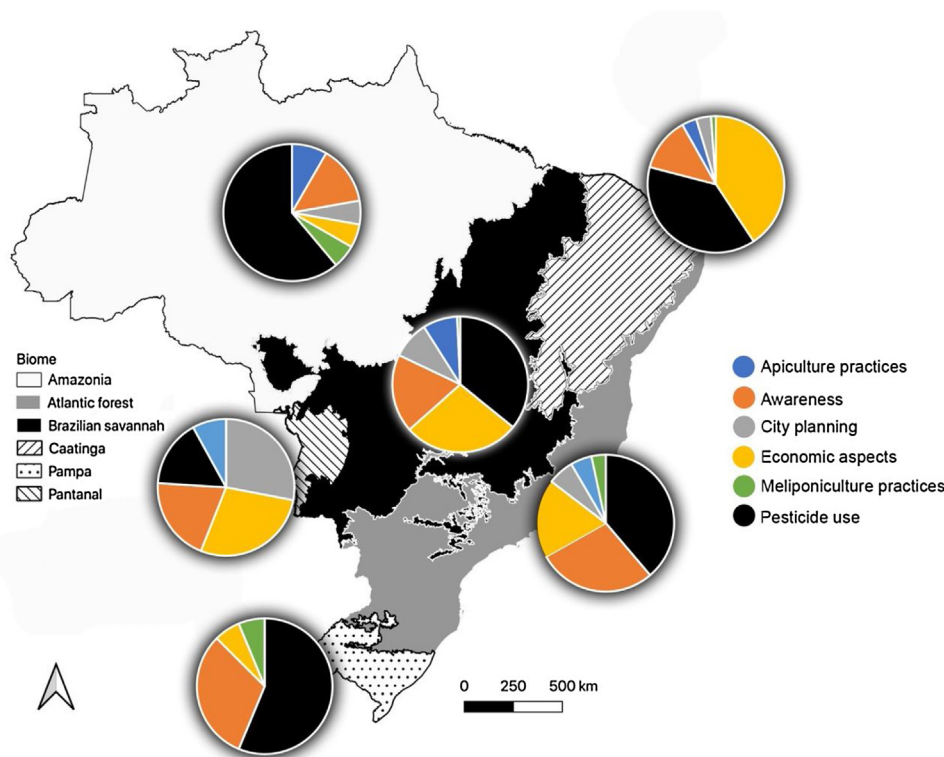 Biome
Amazonia
Atlantic forest
Brazilian savannah
Caatinga
Pampa
Pantanal
Apiculture practices
Awareness
City planning
Economic aspects
Meliponiculture practices
Pesticide use
0 250 500 km